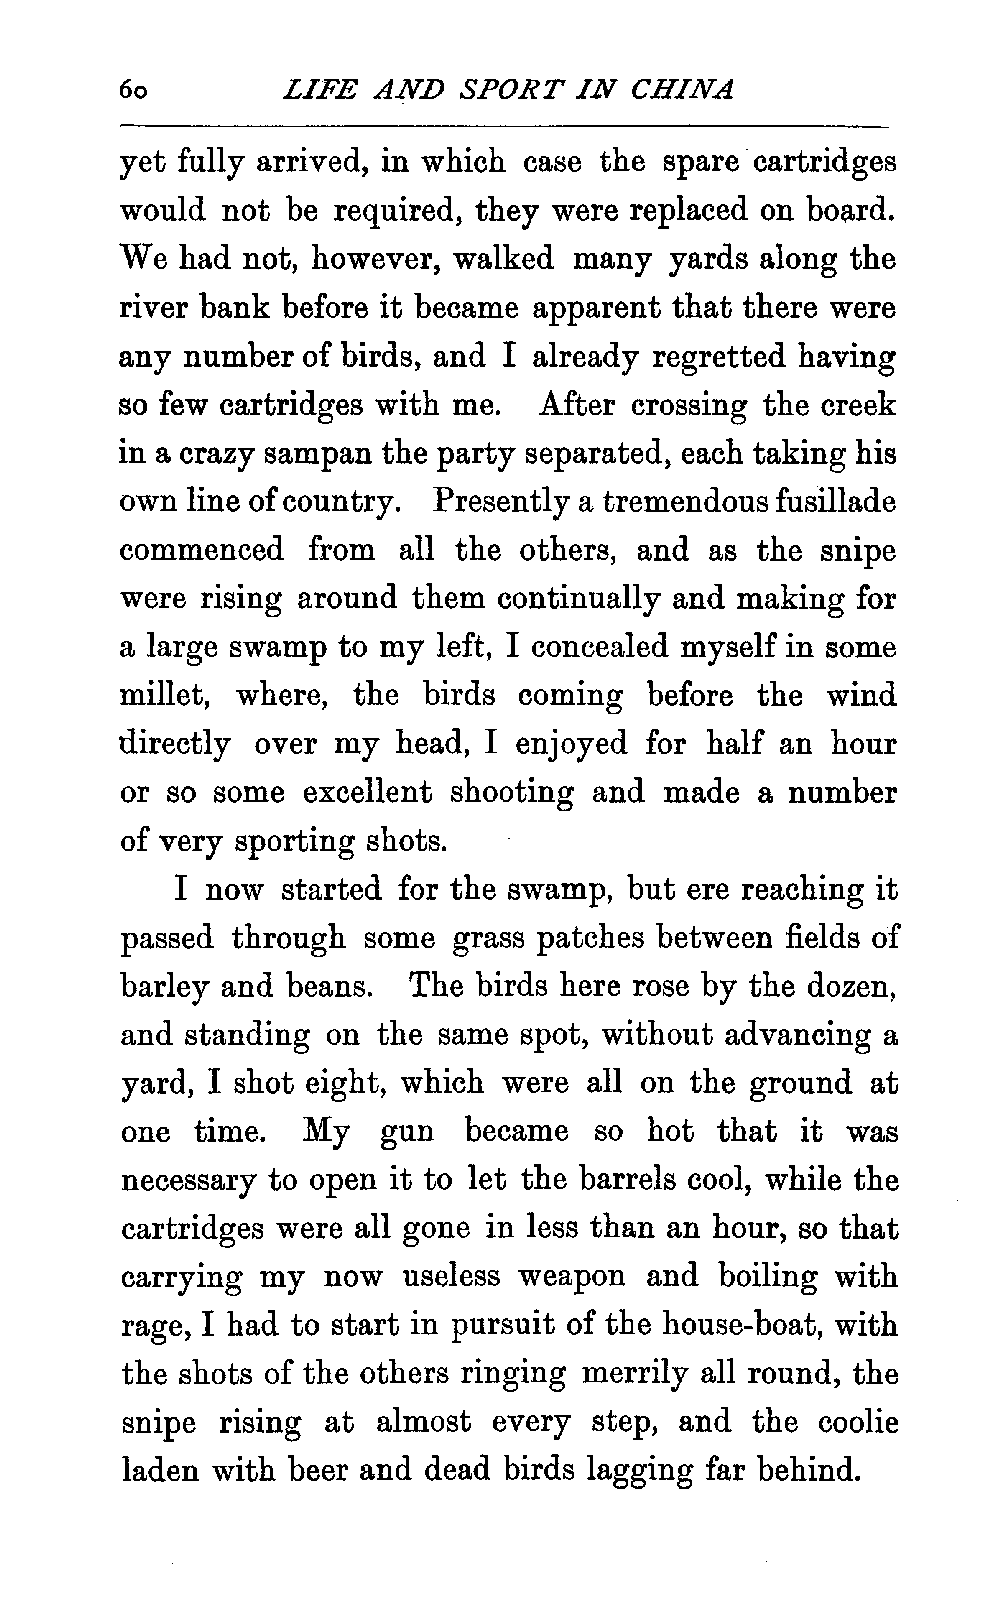 60 LIFE AND SPORT IN CHINA
yet fully arrived, in which case the spare cartridges
would not be required, they were replaced on board.
We had not, however, walked many yards along the
river bank before it became apparent that there were
any number of birds, and I already regretted having
so few cartridges with me. After crossing the creek
in a crazy sampan the party separated, each taking his
own line of country. Presently a tremendous fusillade
commenced from all the others, and as the snipe
were rising around them continually and making for
a large swamp to my left, I concealed myself in some
millet, where, the birds coming before the wind
directly over my head, I enjoyed for half an hour
or so some excellent shooting and made a number
of very sporting shots.
I now started for the swamp, but ere reaching it
passed through some grass patches between fields of
barley and beans. The birds here rose by the dozen,
and standing on the same spot, without advancing a
yard, I shot eight, which were all on the ground at
one time. My gun became so hot that it was
necessary to open it to let the barrels cool, while the
cartridges were all gone in less than an hour, so that
carrying my now useless weapon and boiling with
rage, I had to start in pursuit of the house-boat, with
the shots of the others ringing merrily all round, the
snipe rising at almost every step, and the coolie
laden with beer and dead birds lagging far behind.